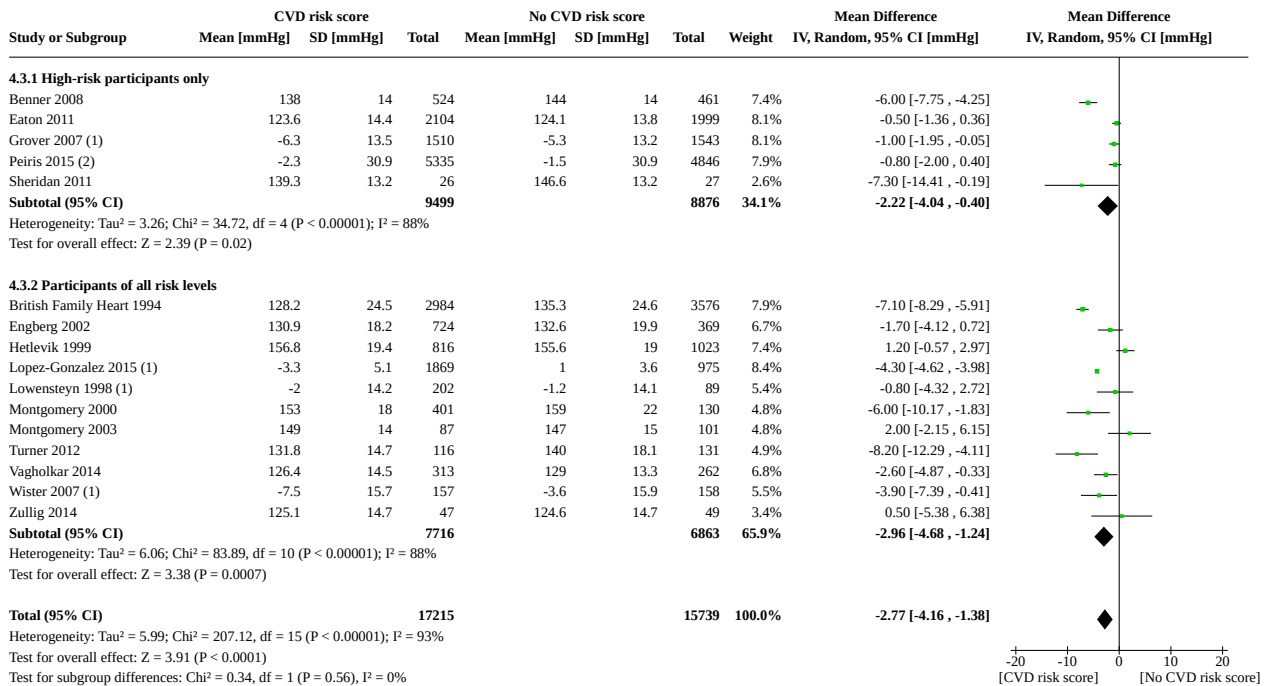 CVD risk score No CVD risk score Mean Difference Mean Difference
Study or Subgroup Mean [mmHg] SD [mmHg] Total Mean [mmHg] SD [mmHg] Total Weight IV, Random, 95% CI [mmHg] IV, Random, 95% CI [mmHg]
4.3.1 High-risk participants only
Benner 2008 138 14 524 144 14 461 7.4% -6.00 [-7.75 , -4.25]
Eaton 2011 123.6 14.4 2104 124.1 13.8 1999 8.1% -0.50 [-1.36 , 0.36]
Grover 2007 (1) -6.3 13.5 1510 -5.3 13.2 1543 8.1% -1.00 [-1.95 , -0.05]
Peiris 2015 (2) -2.3 30.9 5335 -1.5 30.9 4846 7.9% -0.80 [-2.00 , 0.40]
Sheridan 2011 139.3 13.2 26 146.6 13.2 27 2.6% -7.30 [-14.41 , -0.19]
Subtotal (95% CI) 9499 8876 34.1% -2.22 [-4.04 , -0.40]
Heterogeneity: Tau² = 3.26; Chi² = 34.72, df = 4 (P < 0.00001); I² = 88%
Test for overall effect: Z = 2.39 (P = 0.02)
4.3.2 Participants of all risk levels
British Family Heart 1994 128.2 24.5 2984 135.3 24.6 3576 7.9% -7.10 [-8.29 , -5.91]
Engberg 2002 130.9 18.2 724 132.6 19.9 369 6.7% -1.70 [-4.12 , 0.72]
Hetlevik 1999 156.8 19.4 816 155.6 19 1023 7.4% 1.20 [-0.57 , 2.97]
Lopez-Gonzalez 2015 (1) -3.3 5.1 1869 1 3.6 975 8.4% -4.30 [-4.62 , -3.98]
Lowensteyn 1998 (1) -2 14.2 202 -1.2 14.1 89 5.4% -0.80 [-4.32 , 2.72]
Montgomery 2000 153 18 401 159 22 130 4.8% -6.00 [-10.17 , -1.83]
Montgomery 2003 149 14 87 147 15 101 4.8% 2.00 [-2.15 , 6.15]
Turner 2012 131.8 14.7 116 140 18.1 131 4.9% -8.20 [-12.29 , -4.11]
Vagholkar 2014 126.4 14.5 313 129 13.3 262 6.8% -2.60 [-4.87 , -0.33]
Wister 2007 (1) -7.5 15.7 157 -3.6 15.9 158 5.5% -3.90 [-7.39 , -0.41]
Zullig 2014 125.1 14.7 47 124.6 14.7 49 3.4% 0.50 [-5.38 , 6.38]
Subtotal (95% CI) 7716 6863 65.9% -2.96 [-4.68 , -1.24]
Heterogeneity: Tau² = 6.06; Chi² = 83.89, df = 10 (P < 0.00001); I² = 88%
Test for overall effect: Z = 3.38 (P = 0.0007)
Total (95% CI) 17215 15739 100.0% -2.77 [-4.16 , -1.38]
Heterogeneity: Tau² = 5.99; Chi² = 207.12, df = 15 (P < 0.00001); I² = 93%
Test for overall effect: Z = 3.91 (P < 0.0001)
Test for subgroup differences: Chi² = 0.34, df = 1 (P = 0.56), I² = 0%
-20 -10 0 10 20
[CVD risk score] [No CVD risk score]